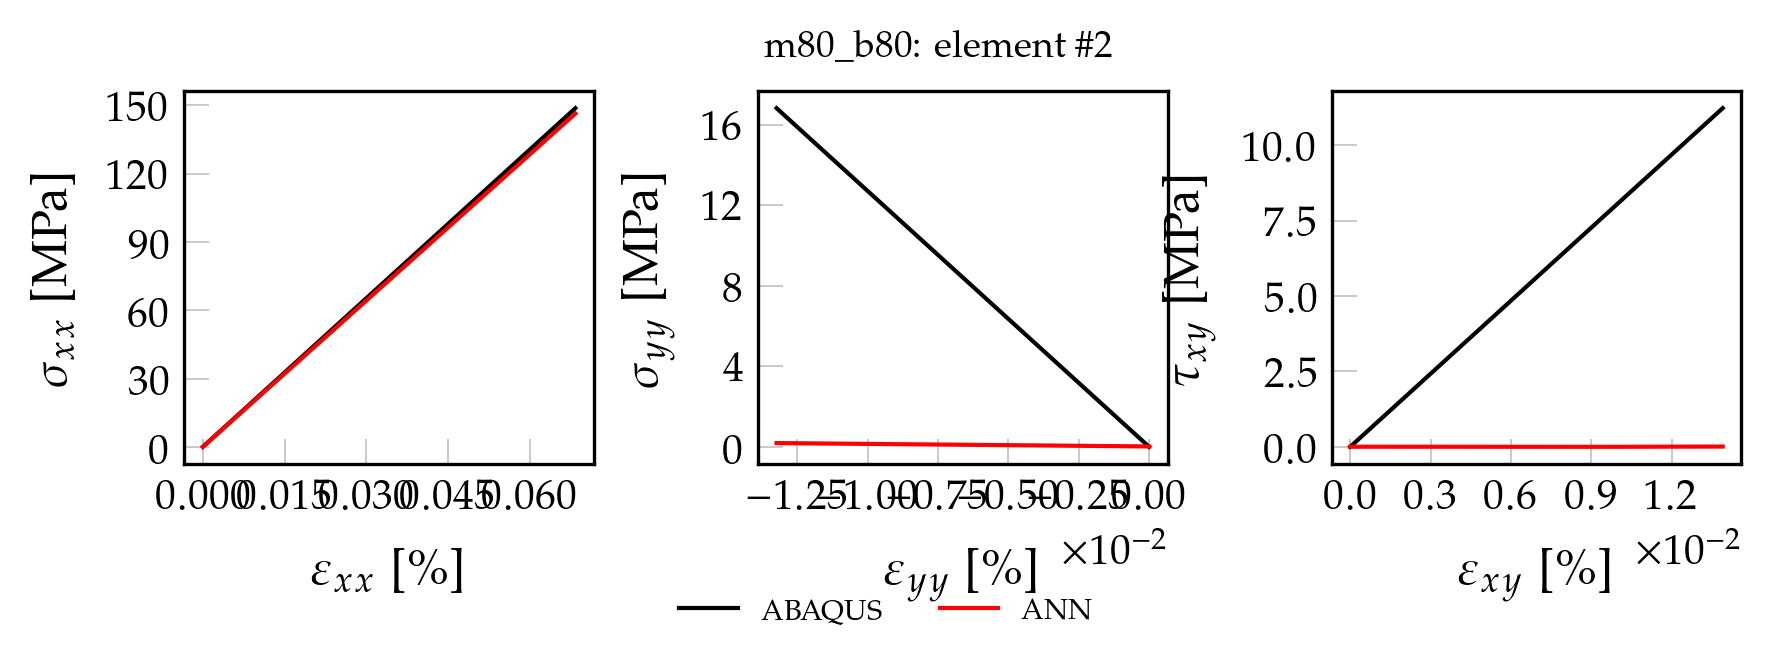 m80_b80: element #2
σxx [MPa]
150
120
90
60
30
0
0.000 0.015 0.030 0.045 0.060
εxx [%]
σyy [MPa]
16
12
8
4
0
−1.25 −1.00 −0.75 −0.50 −0.25 0.00
×10−2
εyy [%]
τxy [MPa]
10.0
7.5
5.0
2.5
0.0
0.0 0.3 0.6 0.9 1.2
×10−2
εxy [%]
ABAQUS ANN